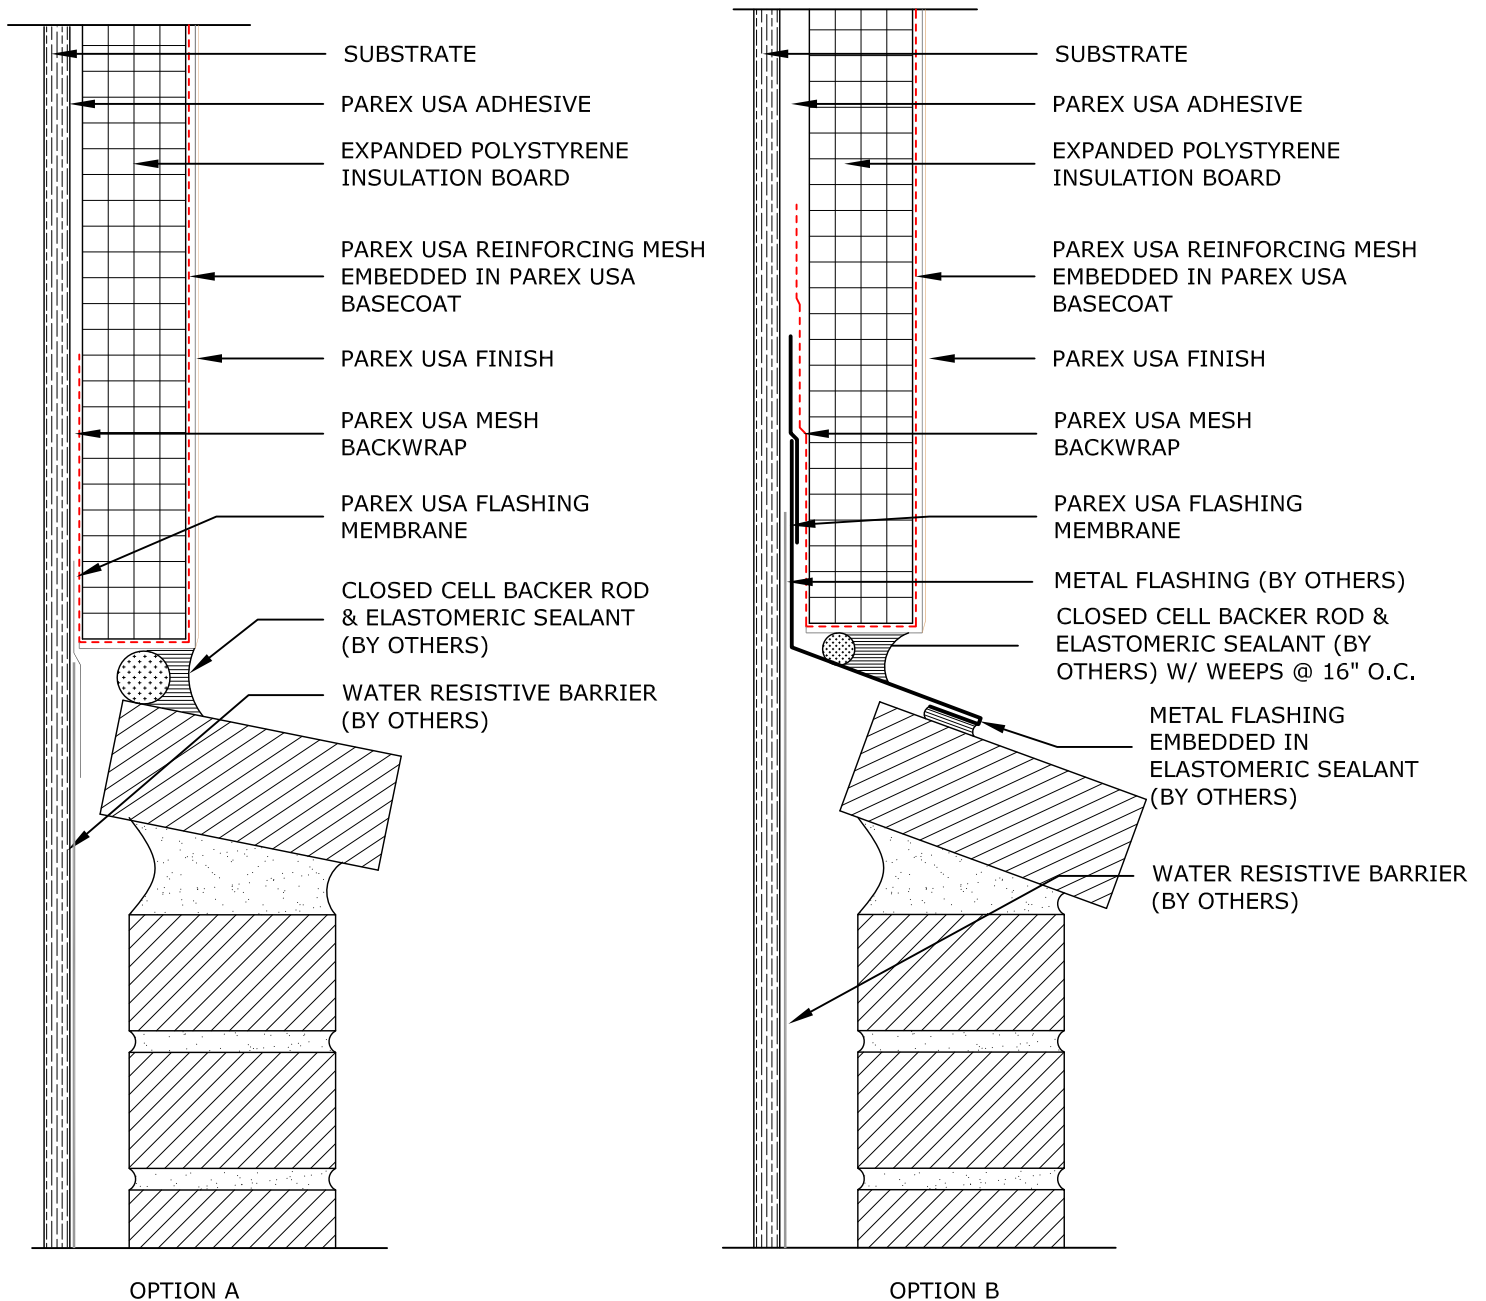 SUBSTRATE
PAREX USA ADHESIVE
EXPANDED POLYSTYRENE
INSULATION BOARD
PAREX USA REINFORCING MESH
EMBEDDED IN PAREX USA
BASECOAT
PAREX USA FINISH
PAREX USA MESH
BACKWRAP
PAREX USA FLASHING
MEMBRANE
CLOSED CELL BACKER ROD
& ELASTOMERIC SEALANT
(BY OTHERS)
WATER RESISTIVE BARRIER
(BY OTHERS)
OPTION A
SUBSTRATE
PAREX USA ADHESIVE
EXPANDED POLYSTYRENE
INSULATION BOARD
PAREX USA REINFORCING MESH
EMBEDDED IN PAREX USA
BASECOAT
PAREX USA FINISH
PAREX USA MESH
BACKWRAP
PAREX USA FLASHING
MEMBRANE
METAL FLASHING (BY OTHERS)
CLOSED CELL BACKER ROD &
ELASTOMERIC SEALANT (BY
OTHERS) W/ WEEPS @ 16" O.C.
METAL FLASHING
EMBEDDED IN
ELASTOMERIC SEALANT
(BY OTHERS)
WATER RESISTIVE BARRIER
(BY OTHERS)
OPTION B